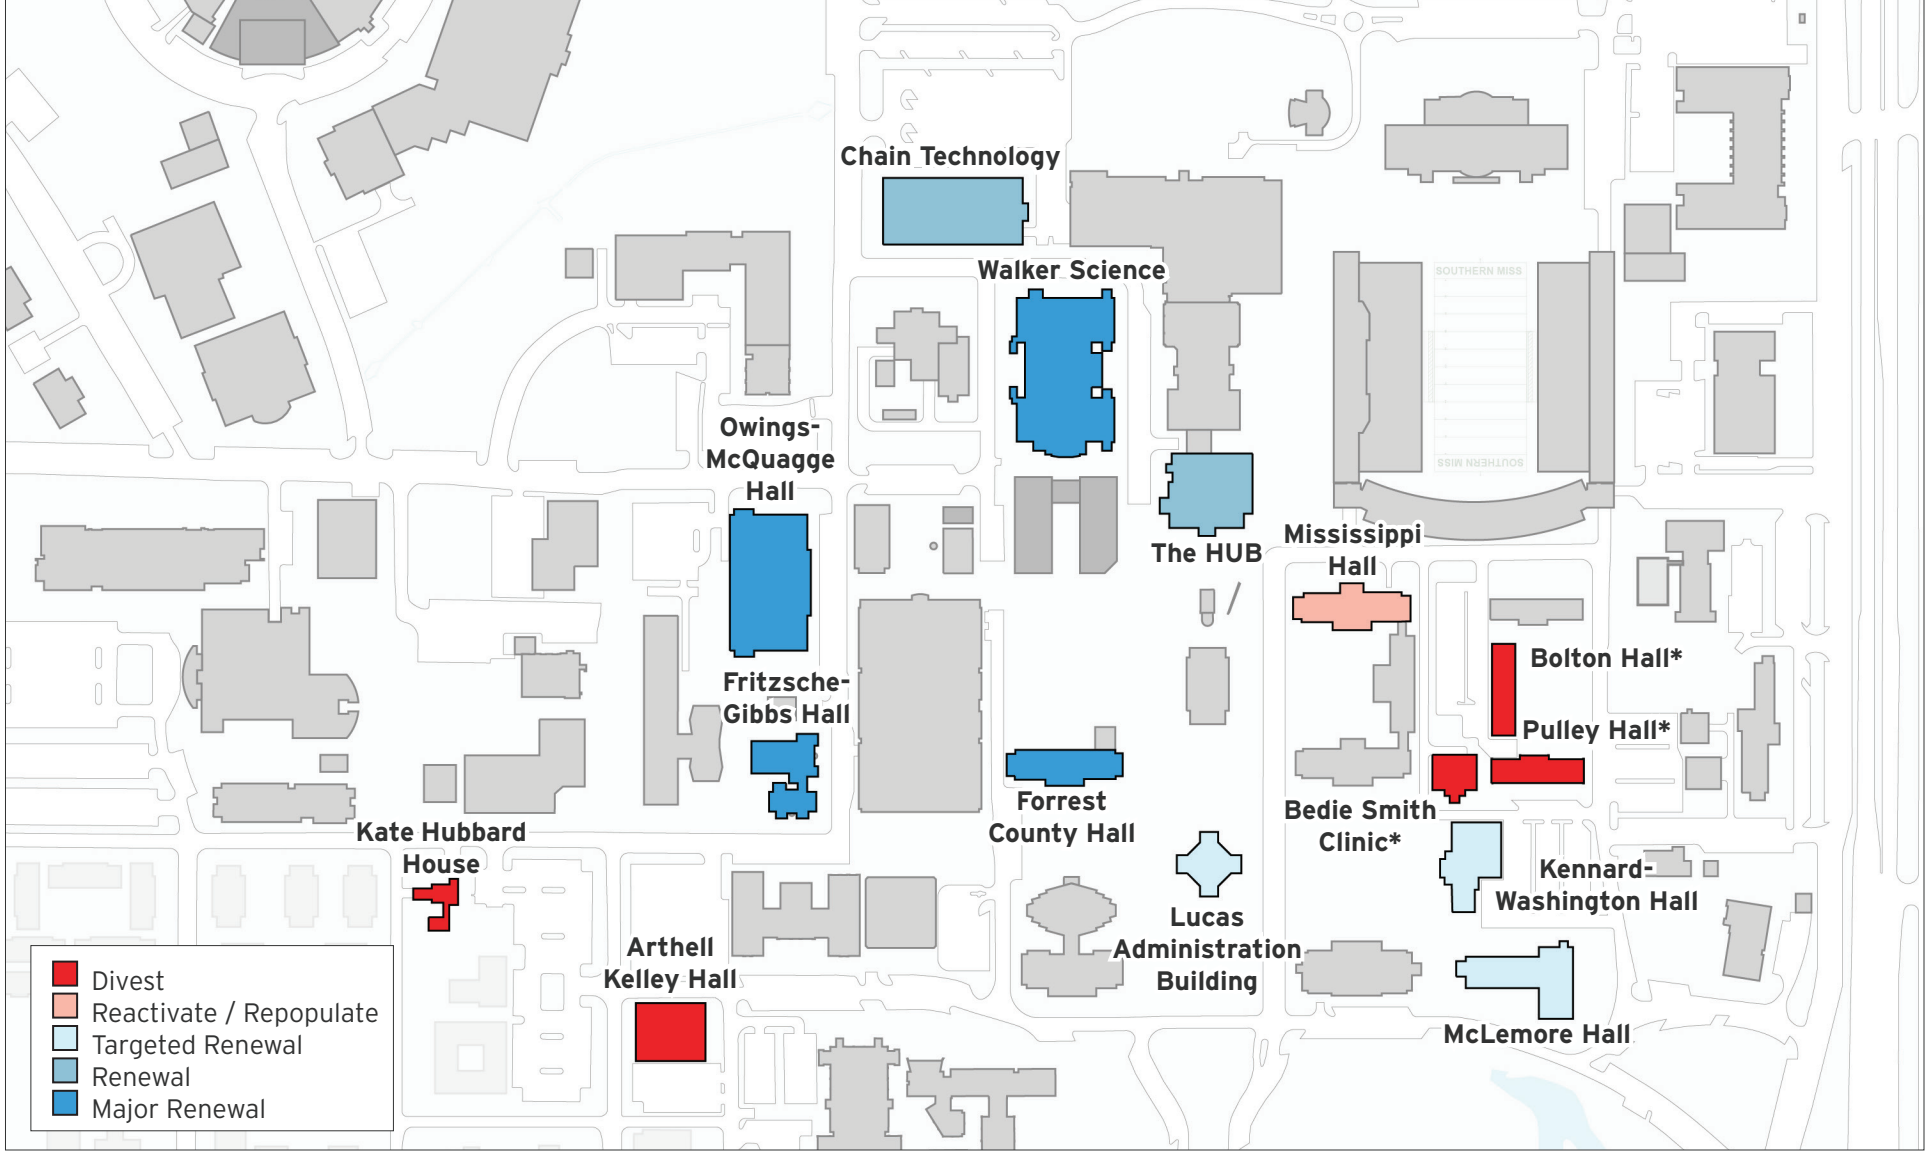 Chain Technology
Walker Science
SOUTHERN MISS
Owings-
McQuagge
Hall
SOUTHERN MISS
The HUB
Mississippi
Hall
Bolton Hall*
Fritzsche-
Gibbs Hall
Pulley Hall*
Forrest
County Hall
Bedie Smith
Clinic*
Kate Hubbard
House
Kennard-
Washington Hall
Lucas
Administration
Building
Arthell
Kelley Hall
McLemore Hall
Divest
Reactivate / Repopulate
Targeted Renewal
Renewal
Major Renewal